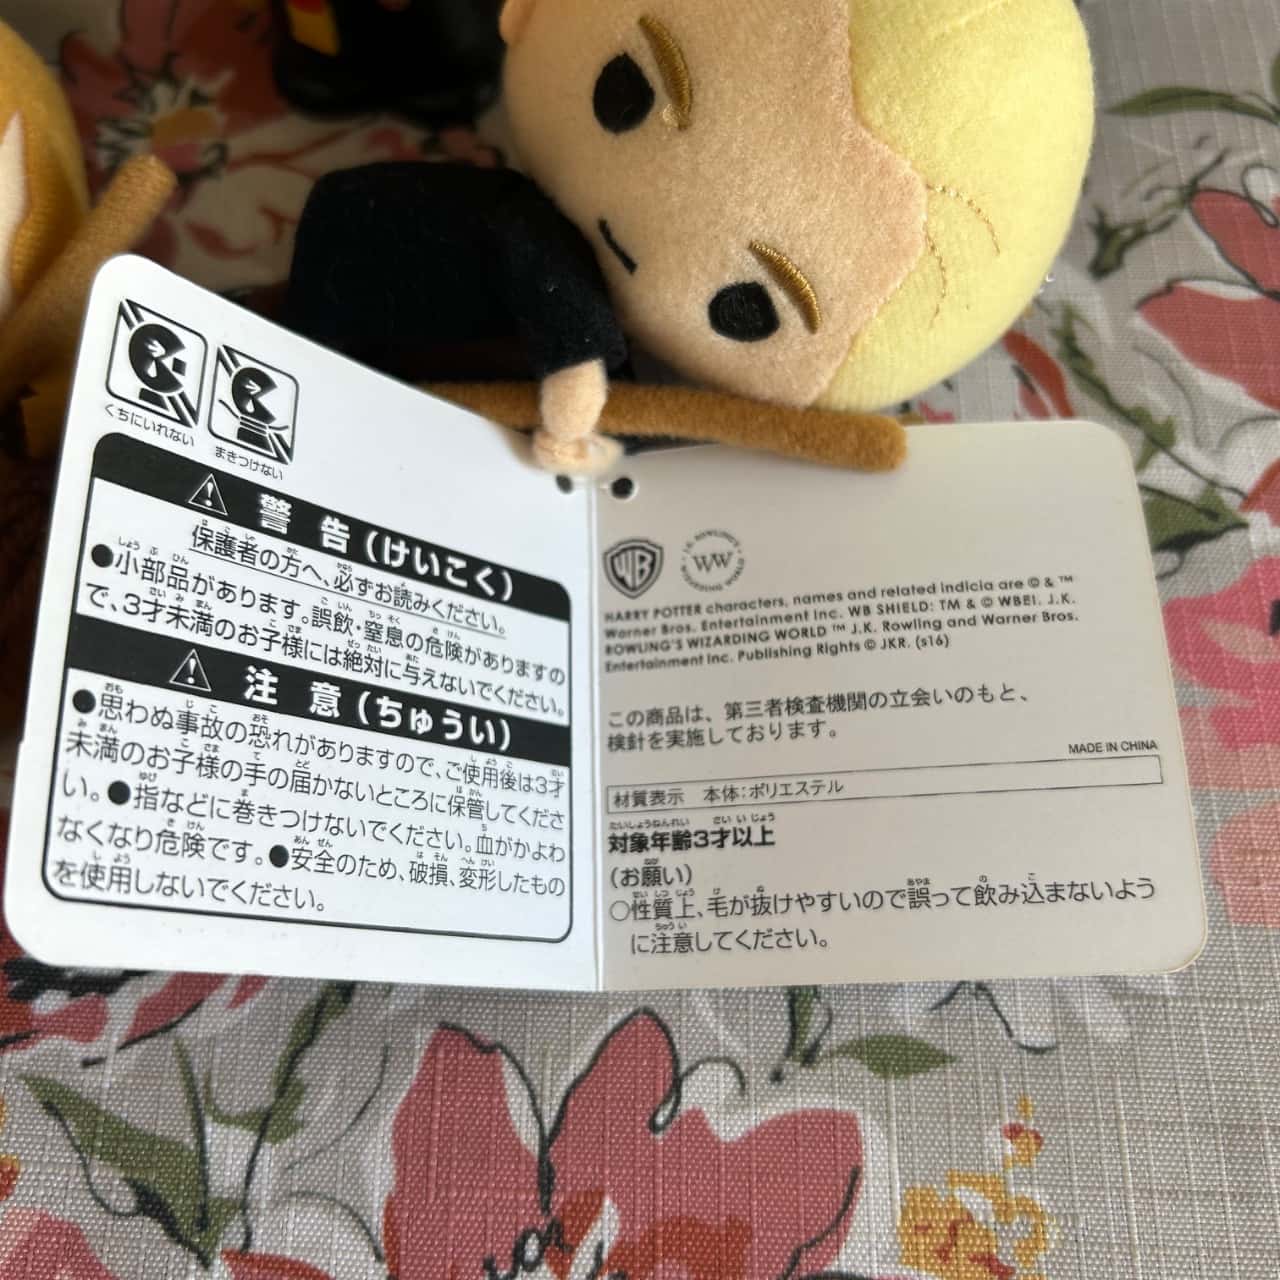 くちにいれない
まきつけない
警告(けいこく)
保護者の方へ、必ずお読みください。
●小部品があります。誤飲・窒息の危険がありますの
で、3才未満のお子様には絶対に与えないでください。
注意(ちゅうい)
●思わぬ事故の恐れがありますので、ご使用後は3才
未満のお子様の手の届かないところに保管してくださ
い。●指などに巻きつけないでください。血がかよわ
なくなり危険です。●安全のため、破損、変形したもの
を使用しないでください。
WB
J.K. ROWLING'S
WW
WIZARDING WORLD
HARRY POTTER characters, names and related indicia are © & ™
Warner Bros. Entertainment Inc. WB SHIELD: TM & © WBEI. J.K.
ROWLING'S WIZARDING WORLD ™ J.K. Rowling and Warner Bros.
Entertainment Inc. Publishing Rights © JKR. (s16)
この商品は、第三者検査機関の立会いのもと、
検針を実施しております。
MADE IN CHINA
材質表示 本体:ポリエステル
対象年齢3才以上
(お願い)
○性質上、毛が抜けやすいので誤って飲み込まないよう
に注意してください。